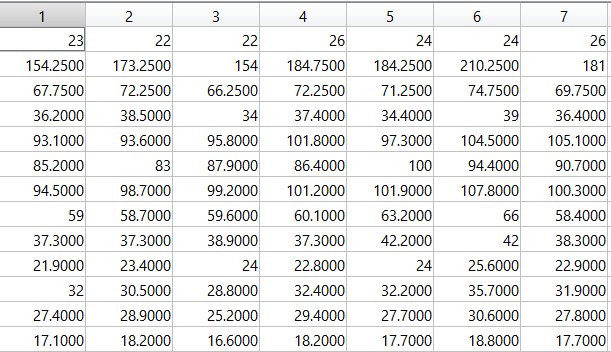 1 2 3 4 5 6 7
23 22 22 26 24 24 26
154.2500 173.2500 154 184.7500 184.2500 210.2500 181
67.7500 72.2500 66.2500 72.2500 71.2500 74.7500 69.7500
36.2000 38.5000 34 37.4000 34.4000 39 36.4000
93.1000 93.6000 95.8000 101.8000 97.3000 104.5000 105.1000
85.2000 83 87.9000 86.4000 100 94.4000 90.7000
94.5000 98.7000 99.2000 101.2000 101.9000 107.8000 100.3000
59 58.7000 59.6000 60.1000 63.2000 66 58.4000
37.3000 37.3000 38.9000 37.3000 42.2000 42 38.3000
21.9000 23.4000 24 22.8000 24 25.6000 22.9000
32 30.5000 28.8000 32.4000 32.2000 35.7000 31.9000
27.4000 28.9000 25.2000 29.4000 27.7000 30.6000 27.8000
17.1000 18.2000 16.6000 18.2000 17.7000 18.8000 17.7000